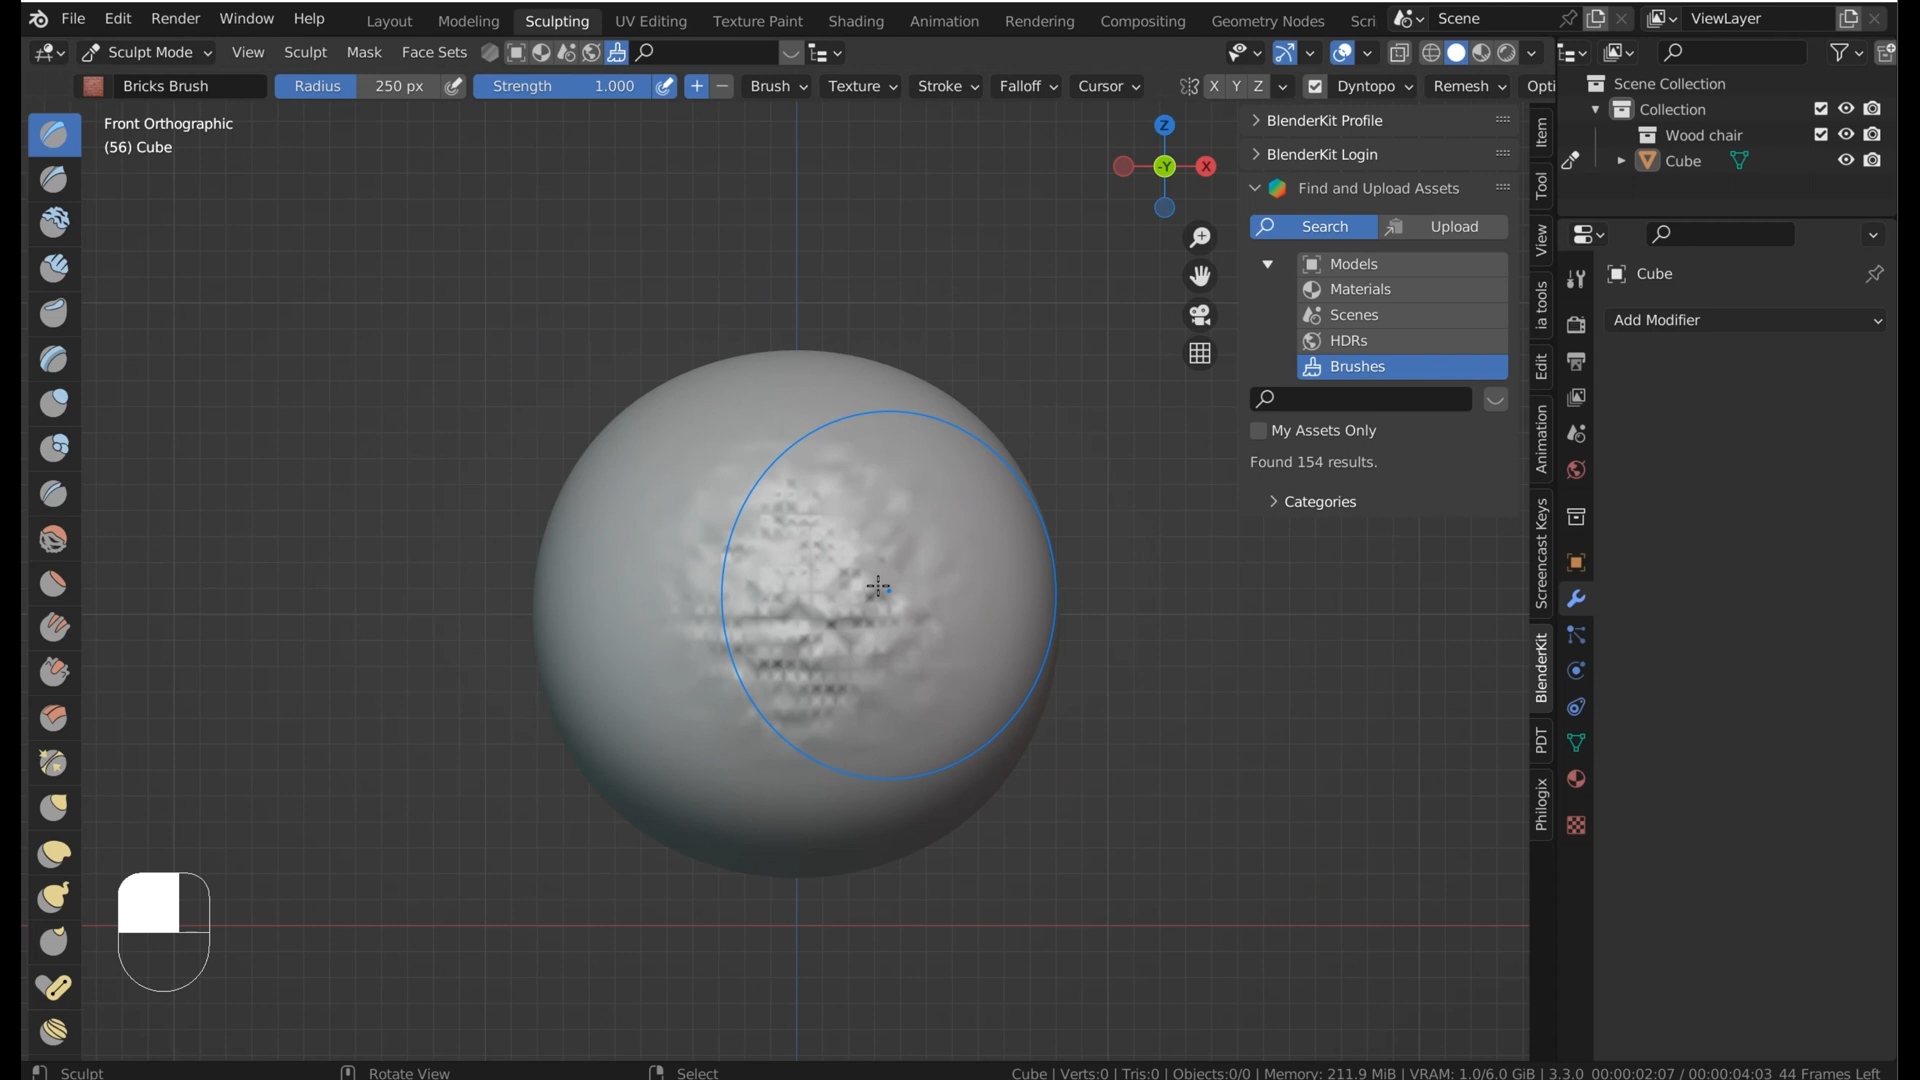 File Edit Render Window Help Layout Modeling Sculpting UV Editing Texture Paint Shading Animation Rendering Compositing Geometry Nodes Scri Scene ViewLayer
Sculpt Mode View Sculpt Mask Face Sets
Bricks Brush Radius 250 px Strength 1.000 Brush Texture Stroke Falloff Cursor X Y Z Dyntopo Remesh Opti
Front Orthographic
(56) Cube
Z
-Y
X
BlenderKit Profile
BlenderKit Login
Find and Upload Assets
Search Upload
Models
Materials
Scenes
HDRs
Brushes
My Assets Only
Found 154 results.
Categories
Item
Tool
View
ia tools
Edit
Animation
Screencast Keys
BlenderKit
PDT
Philogix
Scene Collection
Collection
Wood chair
Cube
Cube
Add Modifier
Sculpt Rotate View Select Cube | Verts:0 | Tris:0 | Objects:0/0 | Memory: 211.9 MiB | VRAM: 1.0/6.0 GiB | 3.3.0 00:00:02:07 / 00:00:04:03 44 Frames Left